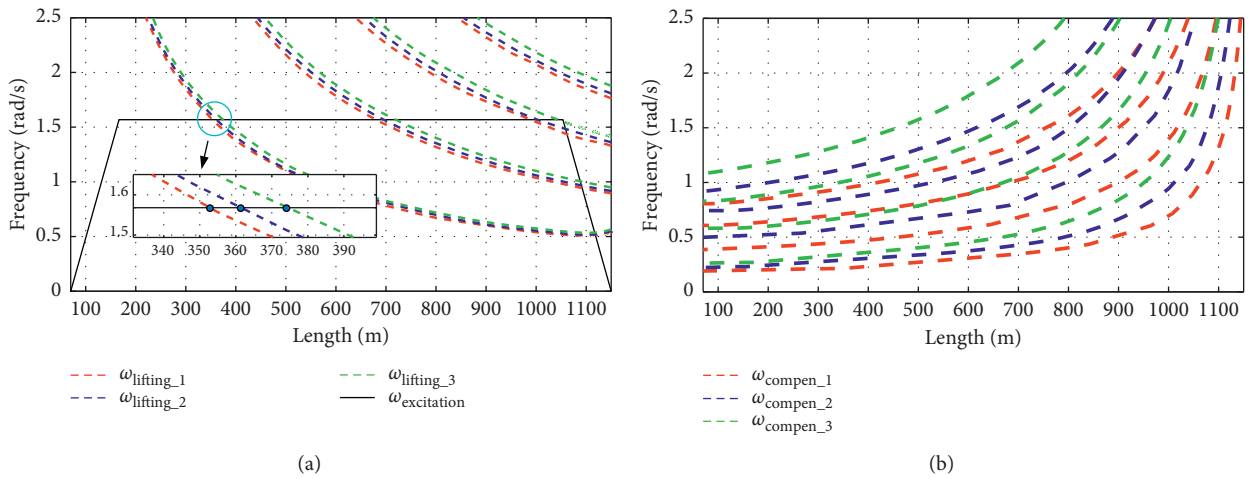 2.5
2
1.5
1
0.5
0
Frequency (rad/s)
1.6
1.5
340 350 360 370 380 390
100 200 300 400 500 600 700 800 900 1000 1100
Length (m)
ω_lifting_1
ω_lifting_2
ω_lifting_3
ω_excitation
(a)
2.5
2
1.5
1
0.5
0
Frequency (rad/s)
100 200 300 400 500 600 700 800 900 1000 1100
Length (m)
ω_compen_1
ω_compen_2
ω_compen_3
(b)